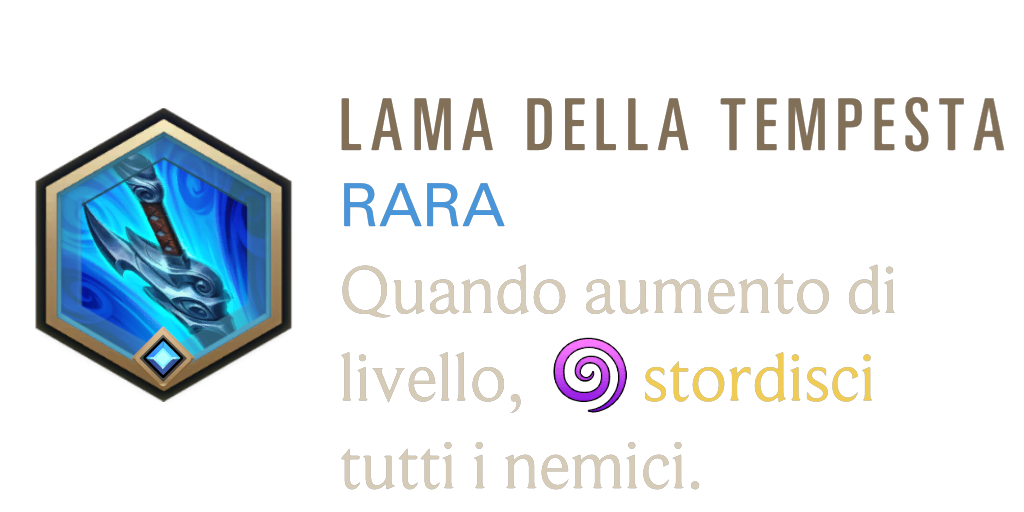 LAMA DELLA TEMPESTA
RARA
Quando aumento di
livello, stordisci
tutti i nemici.